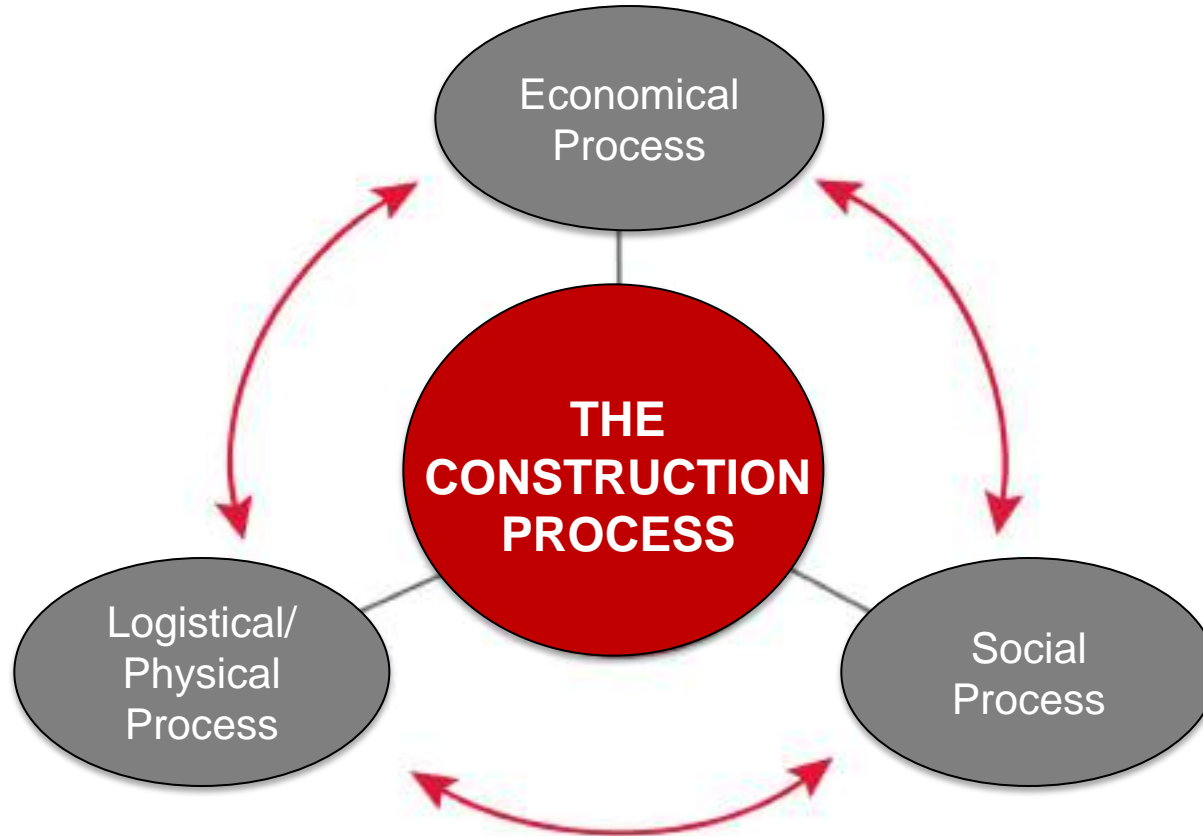 Economical
Process
THE
CONSTRUCTION
PROCESS
Logistical/
Physical
Process
Social
Process